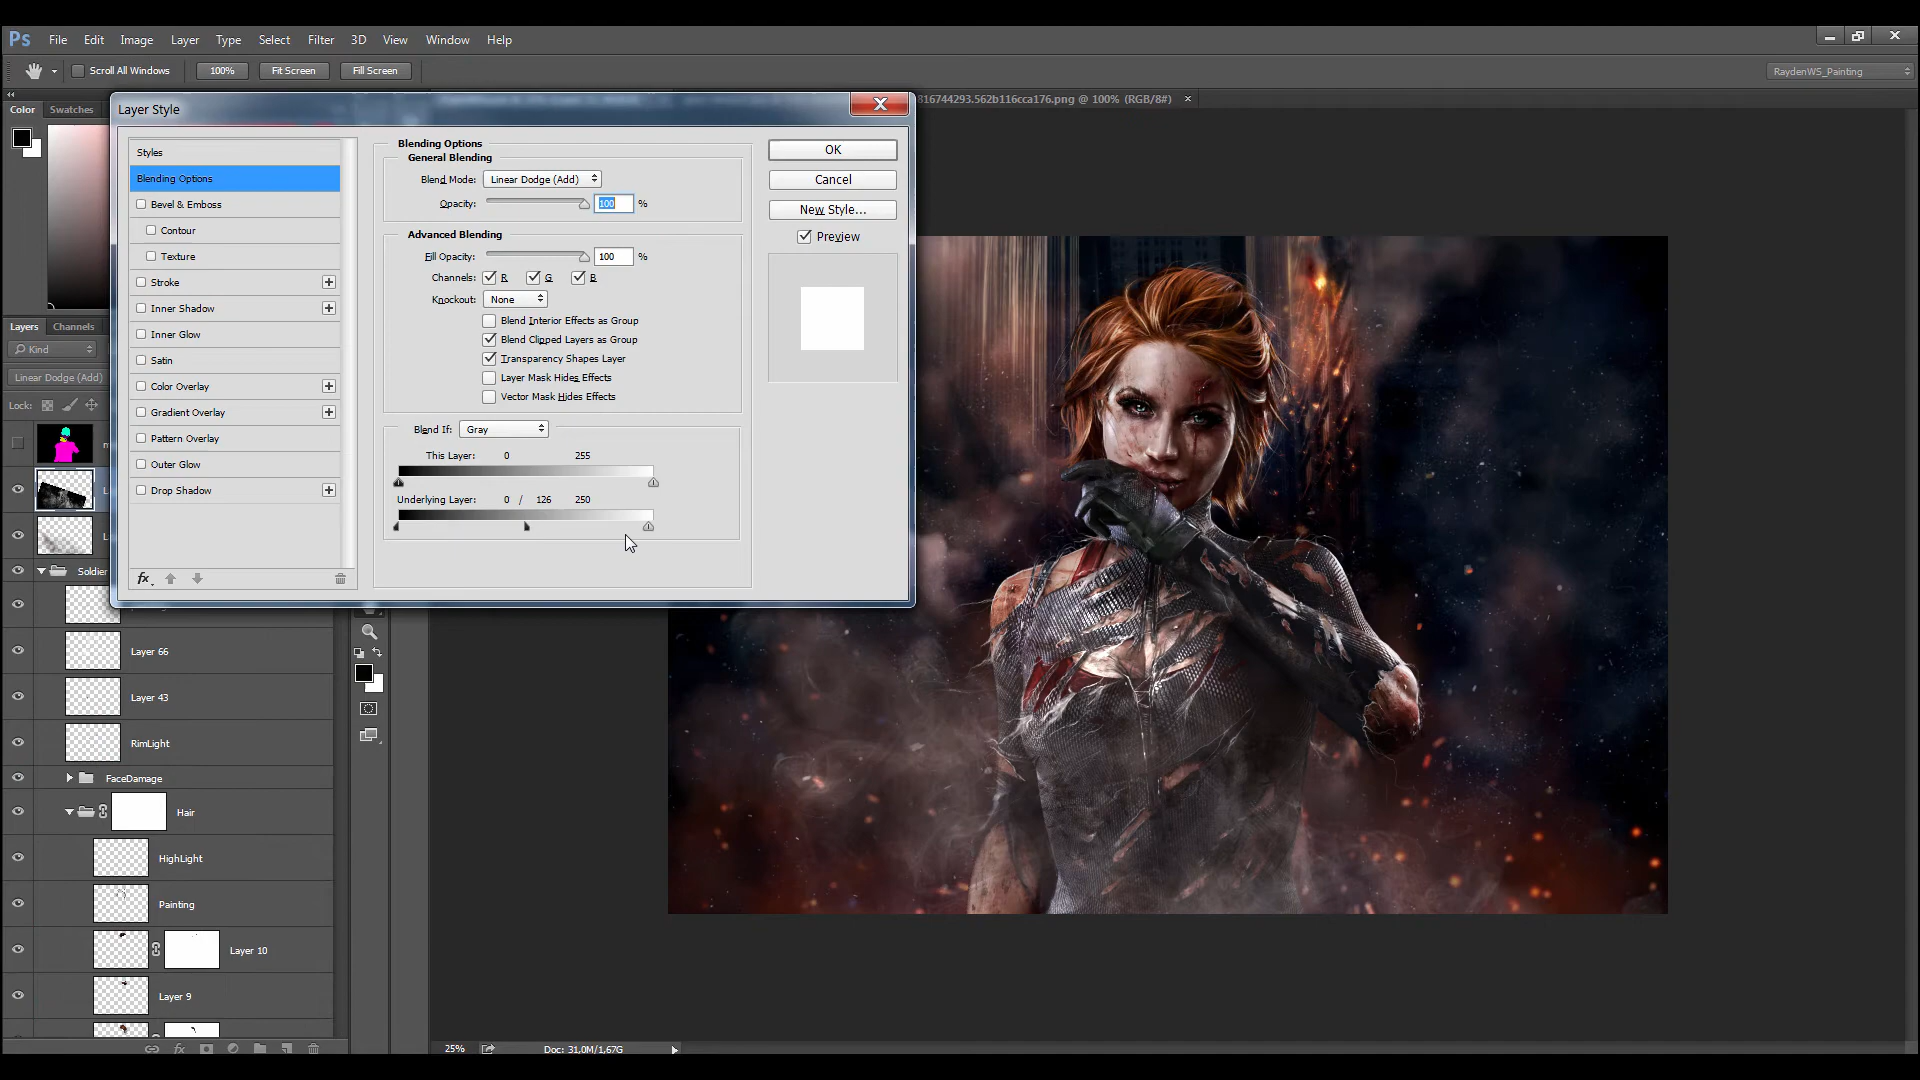 Ps File Edit Image Layer Type Select Filter 3D View Window Help
Scroll All Windows 100% Fit Screen Fill Screen RaydenWS_Painting
Color Swatches
816744293.562b116cca176.png @ 100% (RGB/8#) ×
Layer Style
Styles
Blending Options
Bevel & Emboss
Contour
Texture
Stroke
Inner Shadow
Inner Glow
Satin
Color Overlay
Gradient Overlay
Pattern Overlay
Outer Glow
Drop Shadow
fx
Blending Options
General Blending
Blend Mode: Linear Dodge (Add)
Opacity: 100 %
Advanced Blending
Fill Opacity: 100 %
Channels: R G B
Knockout: None
Blend Interior Effects as Group
Blend Clipped Layers as Group
Transparency Shapes Layer
Layer Mask Hides Effects
Vector Mask Hides Effects
Blend If: Gray
This Layer: 0 255
Underlying Layer: 0 / 126 250
OK
Cancel
New Style...
Preview
Layers Channels
Kind
Linear Dodge (Add)
Lock:
Soldier
Layer 66
Layer 43
RimLight
FaceDamage
Hair
HighLight
Painting
Layer 10
Layer 9
fx
25% Doc: 31,0M/1,67G